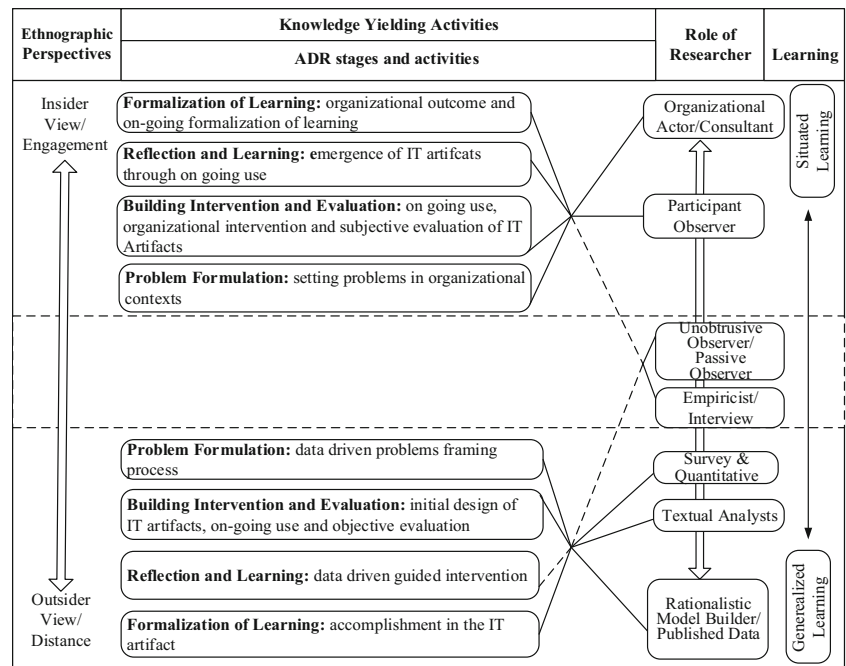 Ethnographic
Perspectives
Knowledge Yielding Activities
ADR stages and activities
Role of
Researcher
Learning
Insider
View/
Engagement
Formalization of Learning: organizational outcome and
on-going formalization of learning
Reflection and Learning: emergence of IT artifcats
through on going use
Building Intervention and Evaluation: on going use,
organizational intervention and subjective evaluation of IT
Artifacts
Problem Formulation: setting problems in organizational
contexts
Organizational
Actor/Consultant
Participant
Observer
Situated
Learning
Unobtrusive
Observer/
Passive
Observer
Empiricist/
Interview
Problem Formulation: data driven problems framing
process
Building Intervention and Evaluation: initial design of
IT artifacts, on-going use and objective evaluation
Reflection and Learning: data driven guided intervention
Formalization of Learning: accomplishment in the IT
artifact
Survey &
Quantitative
Textual Analysts
Rationalistic
Model Builder/
Published Data
Generealized
Learning
Outsider
View/
Distance